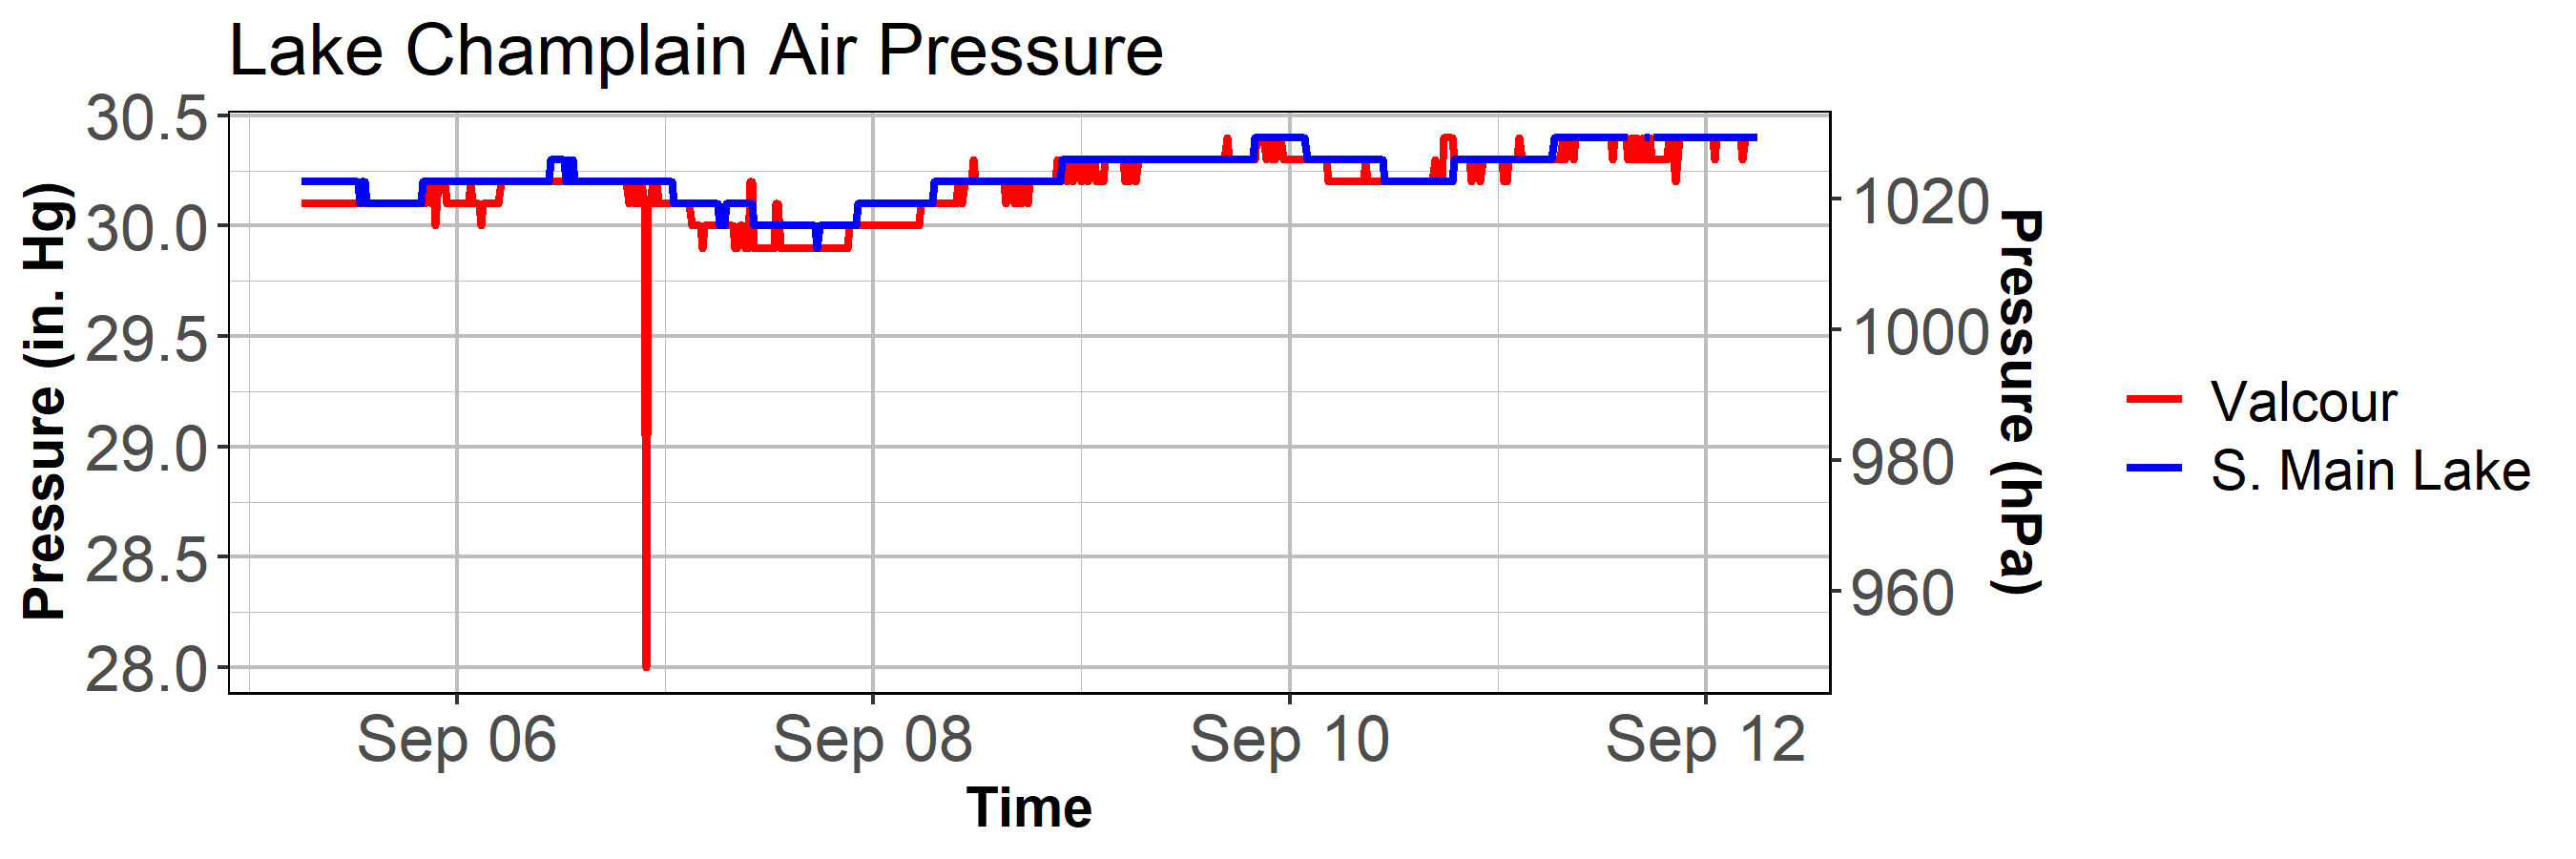 Lake Champlain Air Pressure
30.5
30.0
29.5
29.0
28.5
28.0
Pressure (in. Hg)
1020
1000
980
960
Pressure (hPa)
Sep 06
Sep 08
Sep 10
Sep 12
Time
Valcour
S. Main Lake